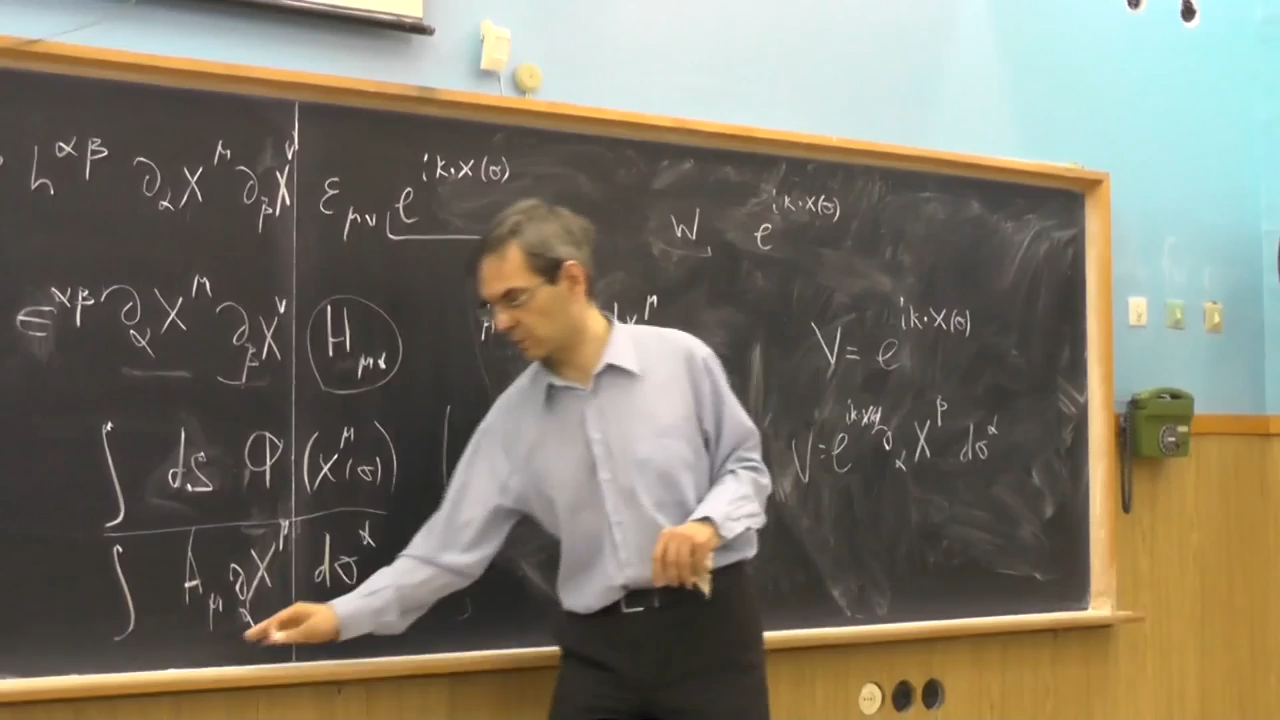 h^{αβ} ∂_α X^μ ∂_β X^ν ε_{μν} e^{ik·X(σ)}
W e^{ik·X(σ)}
ε^{αβ} ∂_α X^μ ∂_β X^ν H_{μν}
V = e^{ik·X(σ)}
∫ ds φ (X^μ(σ))
V = e^{ik·X(σ)} ∂_α X^β dσ^α
∫ A_μ ∂_α X^μ dσ^α